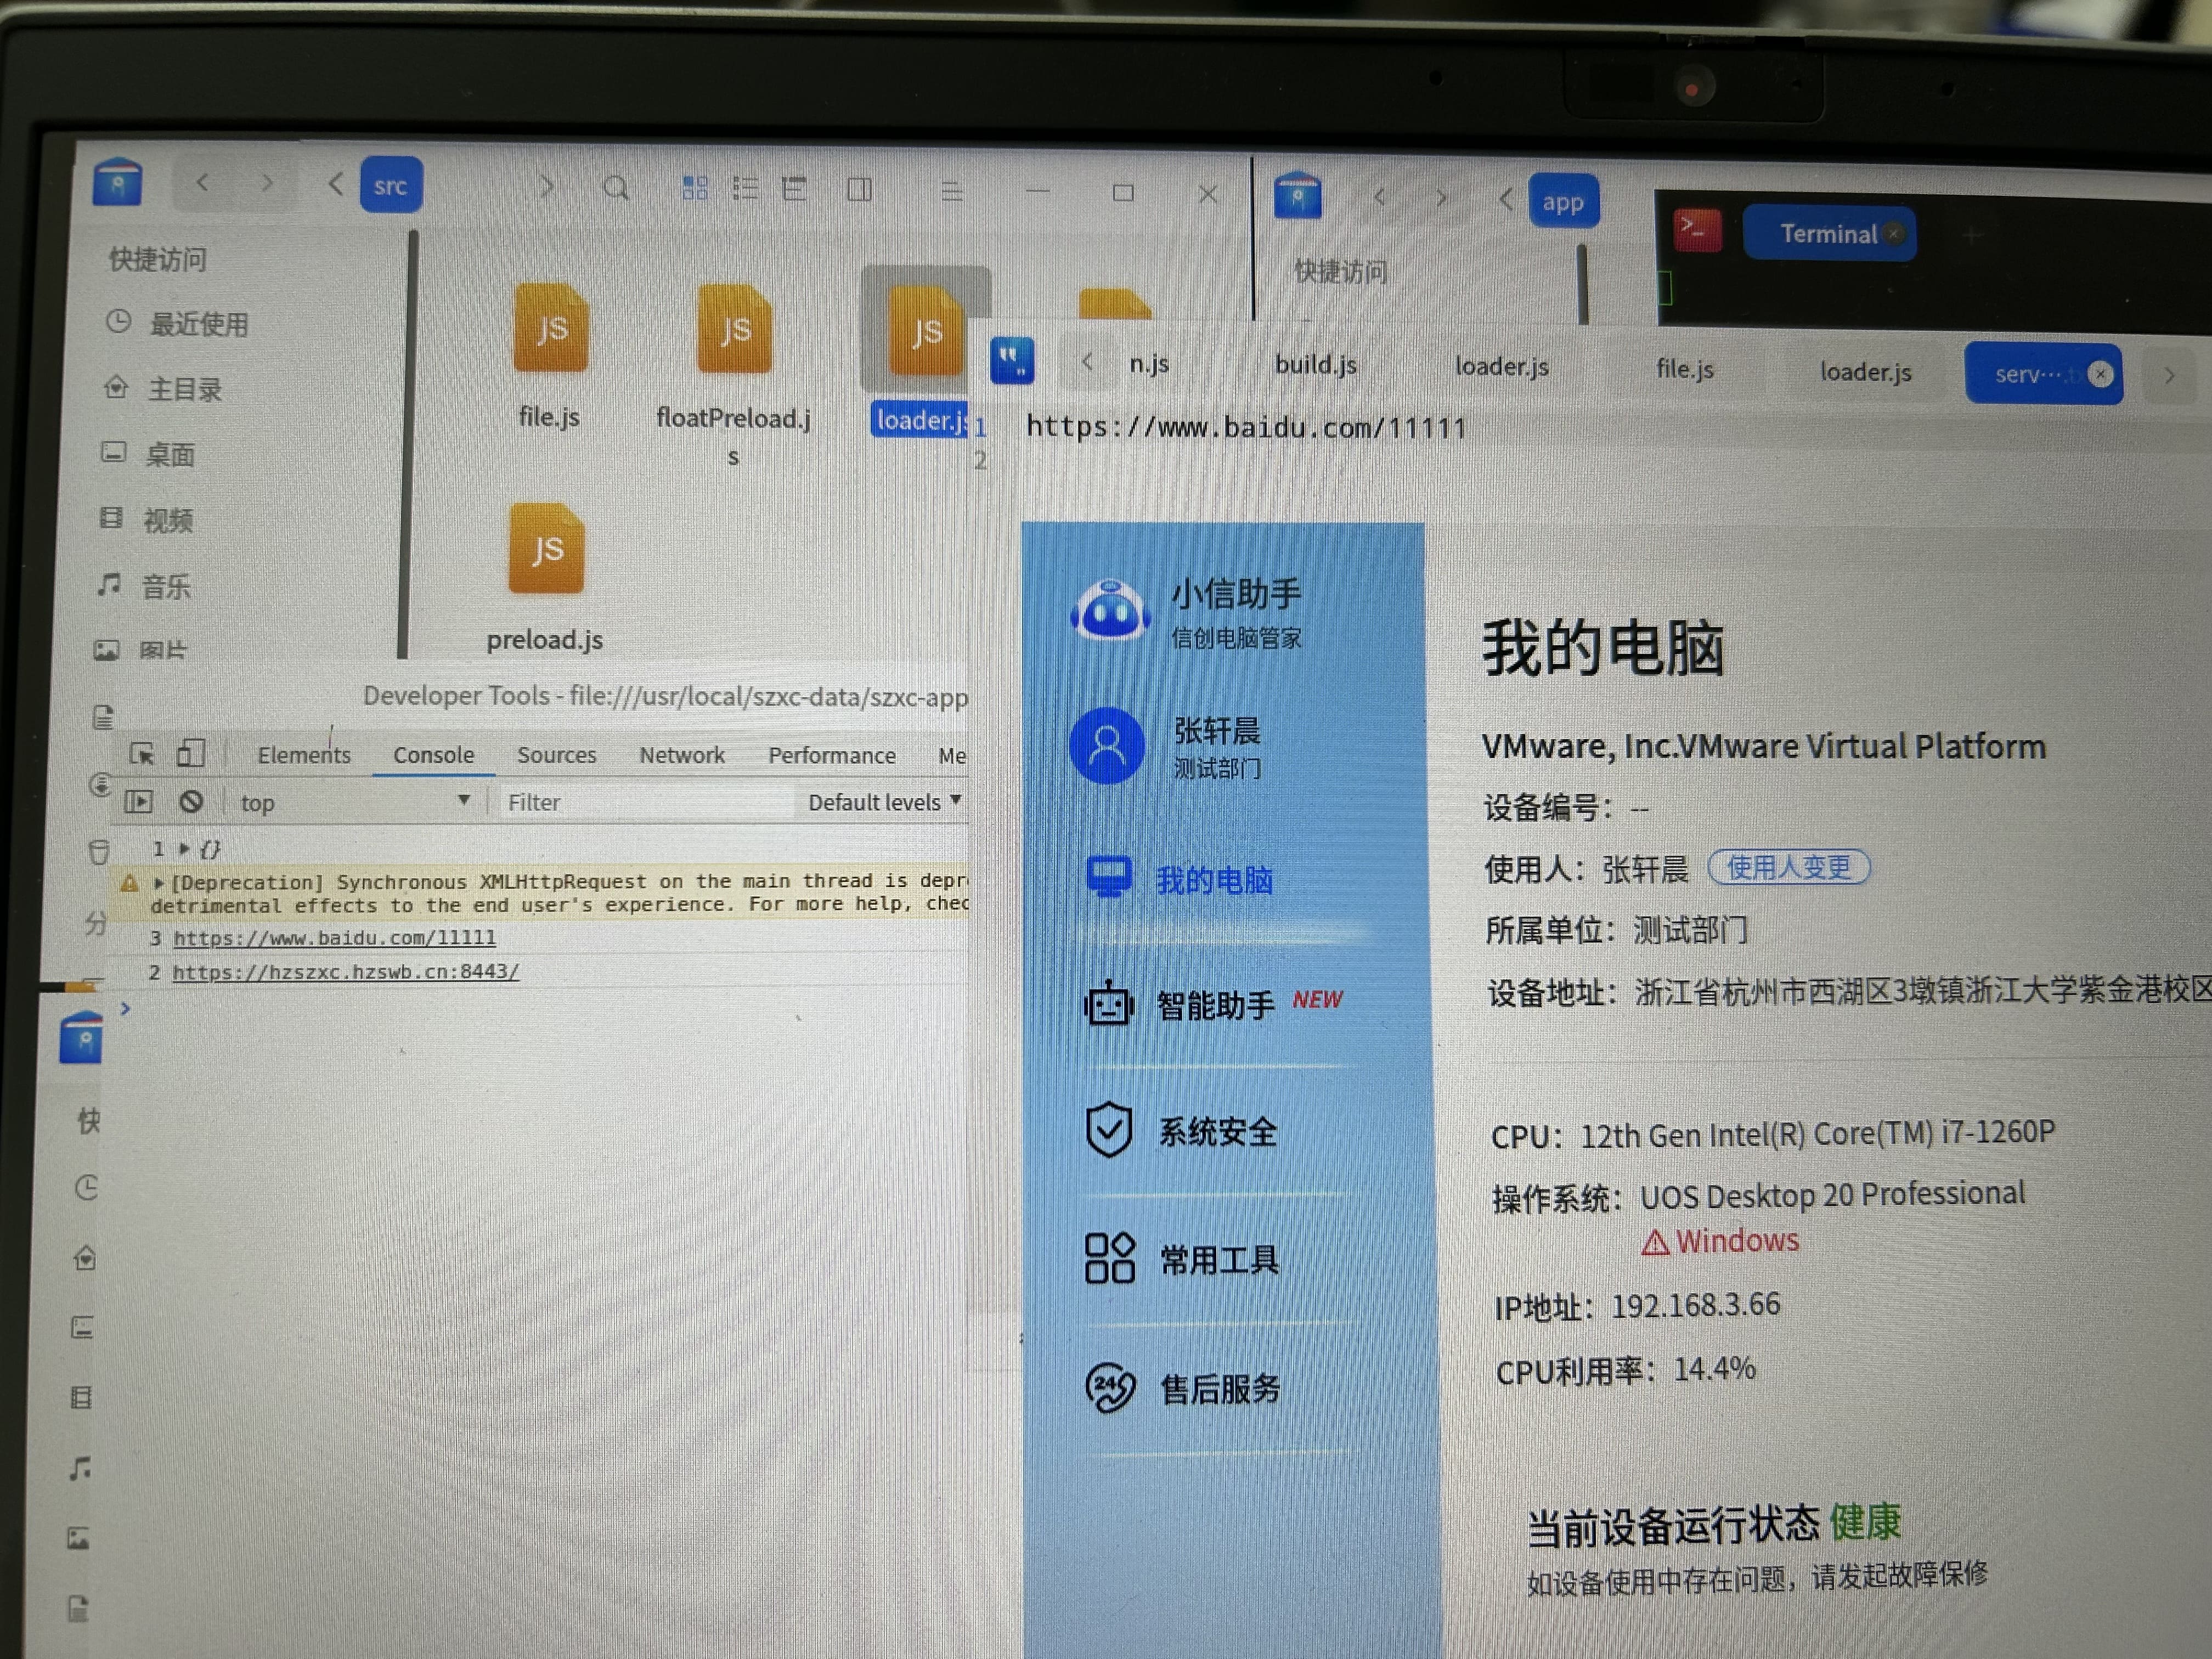 src
快捷访问
最近使用
主目录
桌面
视频
音乐
图片
JS
file.js
JS
floatPreload.j
s
JS
loader.js
JS
preload.js
app
快捷访问
Terminal
n.js
build.js
loader.js
file.js
loader.js
serv···.
1 https://www.baidu.com/11111
2
Developer Tools - file:///usr/local/szxc-data/szxc-app
Elements Console Sources Network Performance Me
top Filter Default levels
1 {}
[Deprecation] Synchronous XMLHttpRequest on the main thread is depr
detrimental effects to the end user's experience. For more help, chec
3 https://www.baidu.com/11111
2 https://hzszxc.hzswb.cn:8443/
分
快
小信助手
信创电脑管家
张轩晨
测试部门
我的电脑
智能助手 NEW
系统安全
常用工具
24
售后服务
我的电脑
VMware, Inc.VMware Virtual Platform
设备编号：--
使用人：张轩晨 使用人变更
所属单位：测试部门
设备地址：浙江省杭州市西湖区3墩镇浙江大学紫金港校区
CPU：12th Gen Intel(R) Core(TM) i7-1260P
操作系统：UOS Desktop 20 Professional
Windows
IP地址：192.168.3.66
CPU利用率：14.4%
当前设备运行状态 健康
如设备使用中存在问题，请发起故障保修